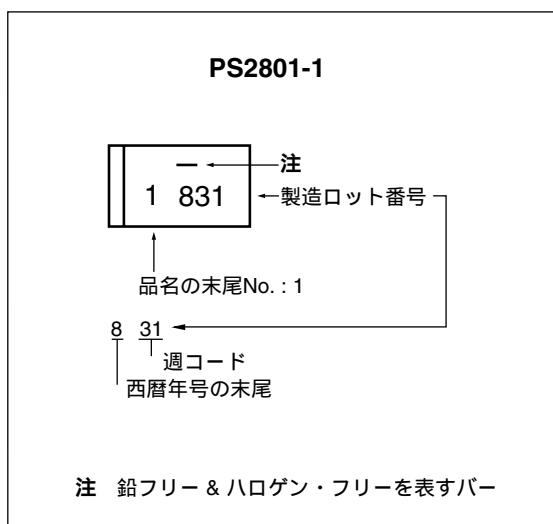 PS2801-1
注
1 831
製造ロット番号
品名の末尾No. : 1
8 31
週コード
西暦年号の末尾
注 鉛フリー & ハロゲン・フリーを表すバー